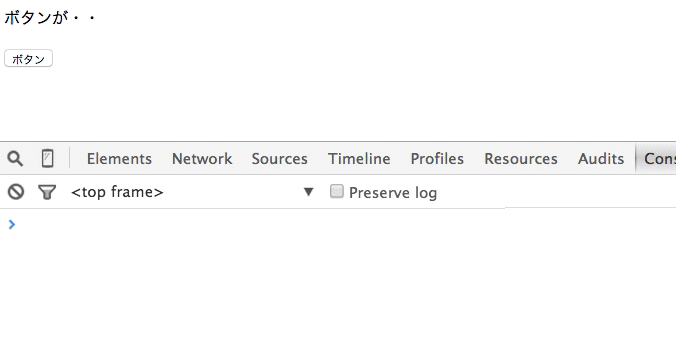 ボタンが・・
ボタン
Elements Network Sources Timeline Profiles Resources Audits Cons
<top frame> ▼ Preserve log